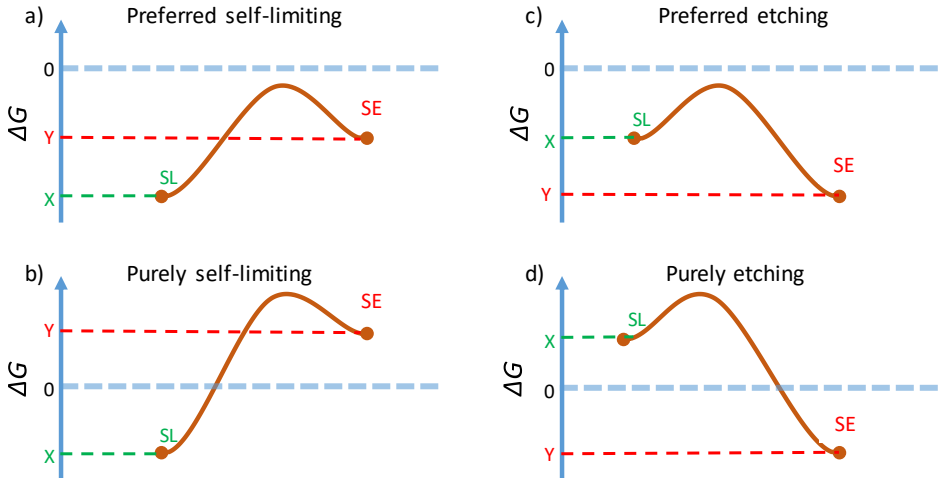 a) Preferred self-limiting
0
SE
Y
ΔG
SL
X
c) Preferred etching
0
SL
X
ΔG
SE
Y
b) Purely self-limiting
SE
Y
0
ΔG
SL
X
d) Purely etching
SL
X
0
ΔG
SE
Y